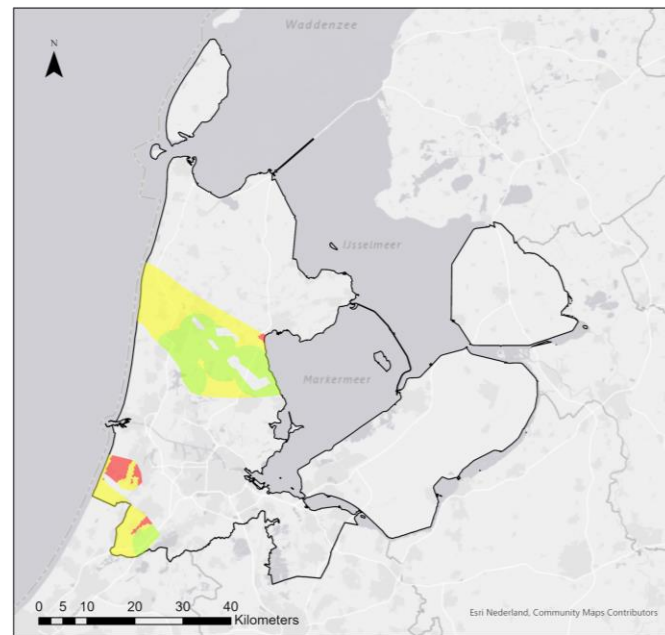 Waddenzee
N
IJsselmeer
Markermeer
0 5 10 20 30 40
Kilometers
Esri Nederland, Community Maps Contributors